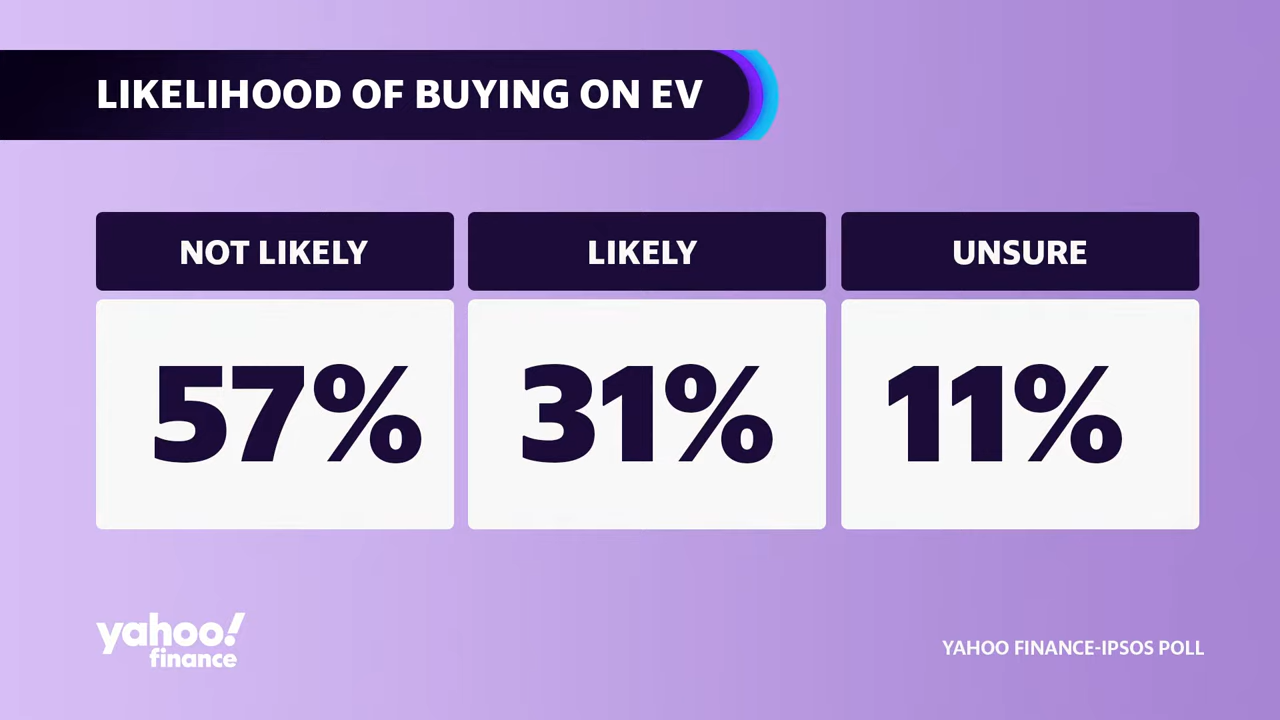 LIKELIHOOD OF BUYING ON EV
NOT LIKELY
LIKELY
UNSURE
57%
31%
11%
yahoo!
finance
YAHOO FINANCE-IPSOS POLL